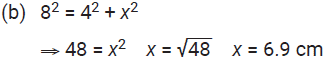 (b) 8² = 4² + x²
⇒ 48 = x² x = √48 x = 6.9 cm